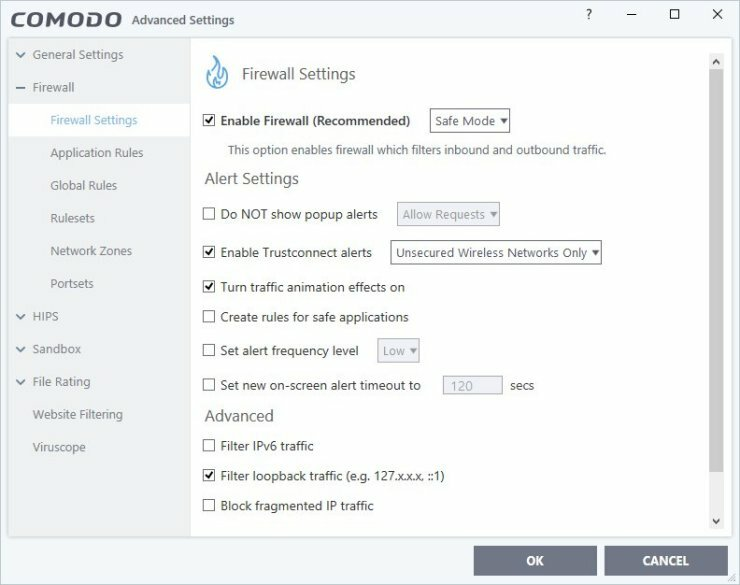 COMODO Advanced Settings ?
General Settings
Firewall
Firewall Settings
Application Rules
Global Rules
Rulesets
Network Zones
Portsets
HIPS
Sandbox
File Rating
Website Filtering
Viruscope
Firewall Settings
Enable Firewall (Recommended) Safe Mode
This option enables firewall which filters inbound and outbound traffic.
Alert Settings
Do NOT show popup alerts Allow Requests
Enable Trustconnect alerts Unsecured Wireless Networks Only
Turn traffic animation effects on
Create rules for safe applications
Set alert frequency level Low
Set new on-screen alert timeout to 120 secs
Advanced
Filter IPv6 traffic
Filter loopback traffic (e.g. 127.x.x.x, ::1)
Block fragmented IP traffic
OK CANCEL